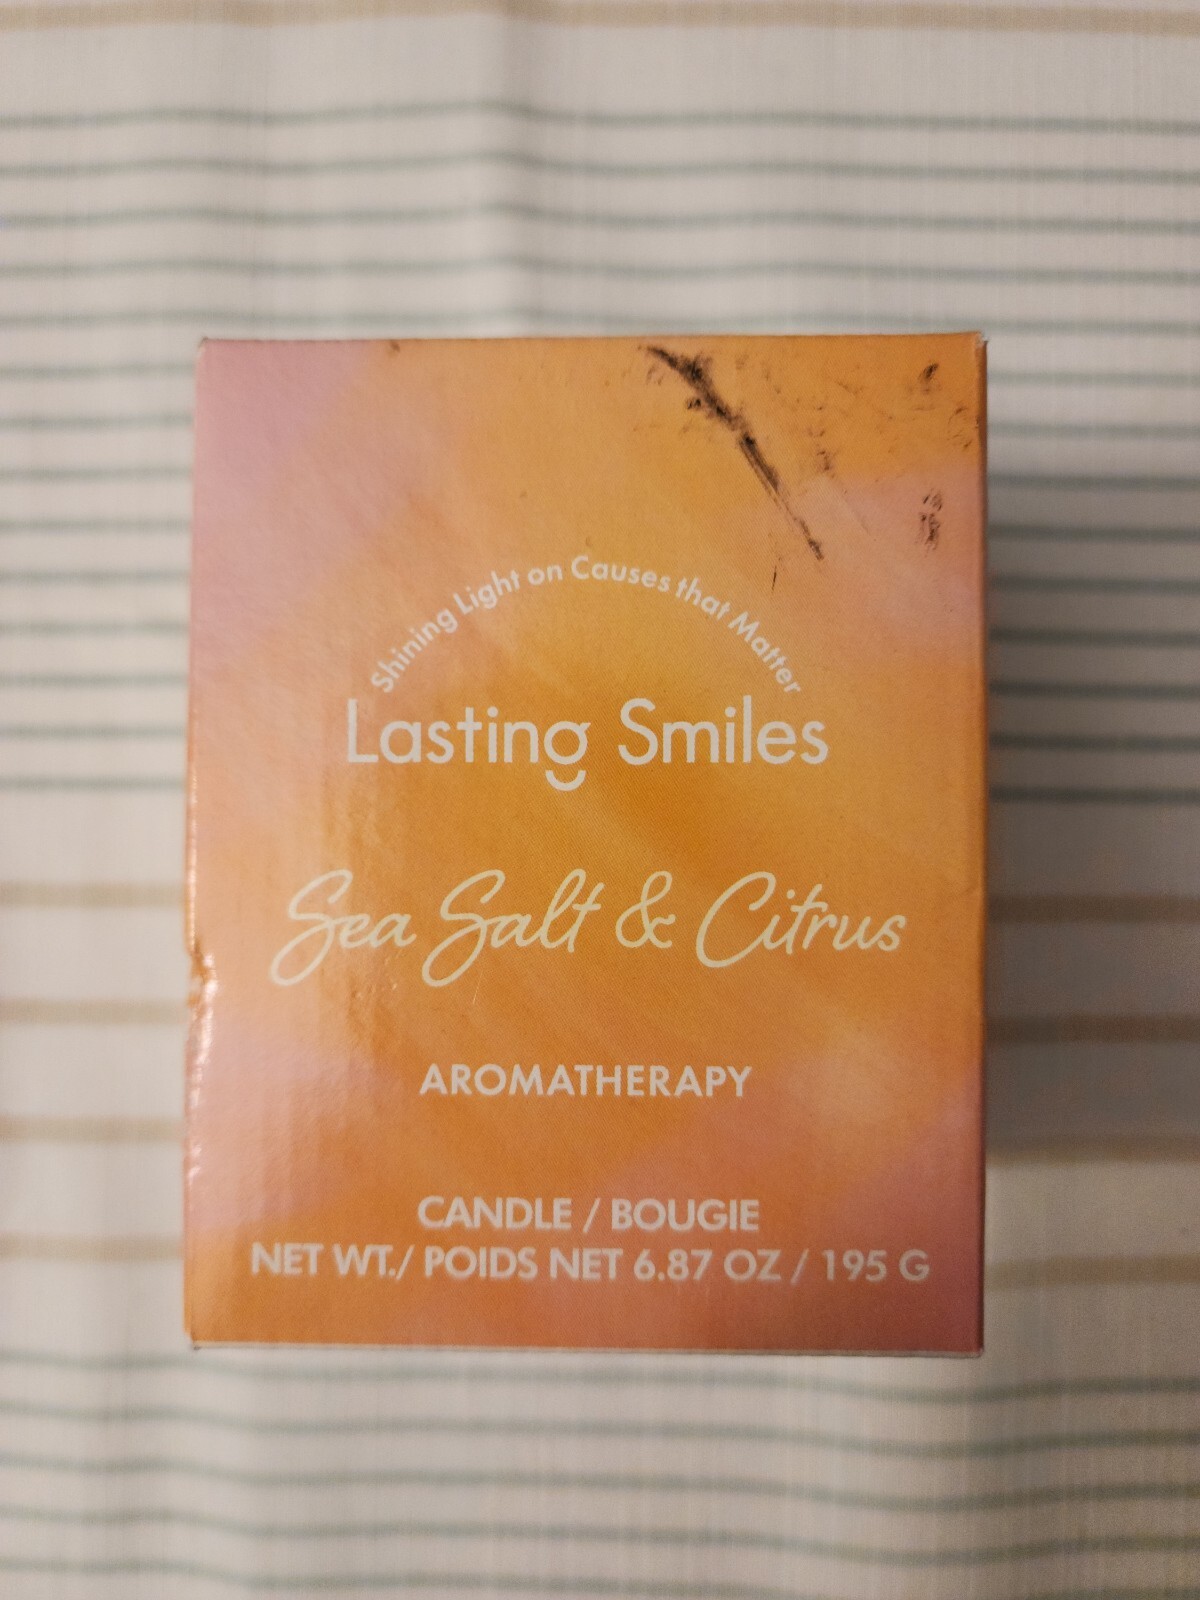 Shining Light on Causes that Matter
Lasting Smiles
Sea Salt & Citrus
AROMATHERAPY
CANDLE / BOUGIE
NET WT./ POIDS NET 6.87 OZ / 195 G